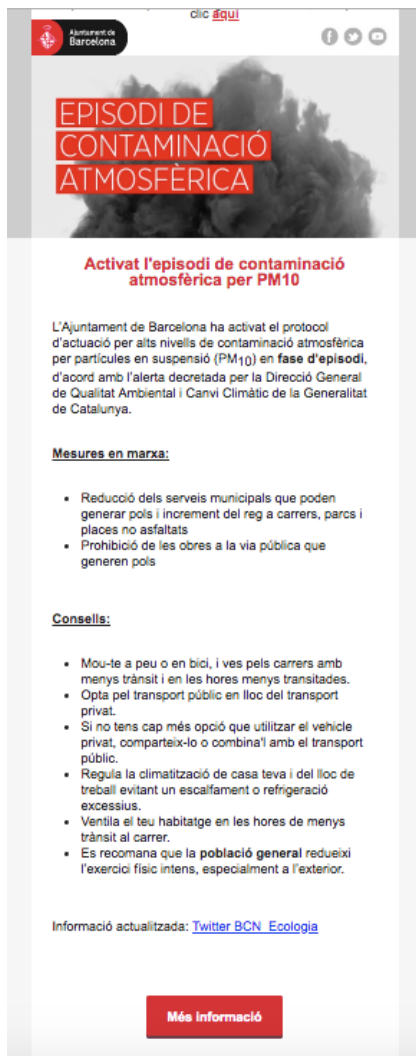 clic aquí
Ajuntament de
Barcelona
EPISODI DE
CONTAMINACIÓ
ATMOSFÈRICA
Activat l'episodi de contaminació
atmosfèrica per PM10
L'Ajuntament de Barcelona ha activat el protocol
d'actuació per alts nivells de contaminació atmosfèrica
per partícules en suspensió (PM10) en fase d'episodi,
d'acord amb l'alerta decretada per la Direcció General
de Qualitat Ambiental i Canvi Climàtic de la Generalitat
de Catalunya.
Mesures en marxa:
• Reducció dels serveis municipals que poden
generar pols i increment del reg a carrers, parcs i
places no asfaltats
• Prohibició de les obres a la via pública que
generen pols
Consells:
• Mou-te a peu o en bici, i ves pels carrers amb
menys trànsit i en les hores menys transitades.
• Opta pel transport públic en lloc del transport
privat.
• Si no tens cap més opció que utilitzar el vehicle
privat, comparteix-lo o combina'l amb el transport
públic.
• Regula la climatització de casa teva i del lloc de
treball evitant un escalfament o refrigeració
excessius.
• Ventila el teu habitatge en les hores de menys
trànsit al carrer.
• Es recomana que la població general redueixi
l'exercici físic intens, especialment a l'exterior.
Informació actualitzada: Twitter BCN_Ecologia
Més informació